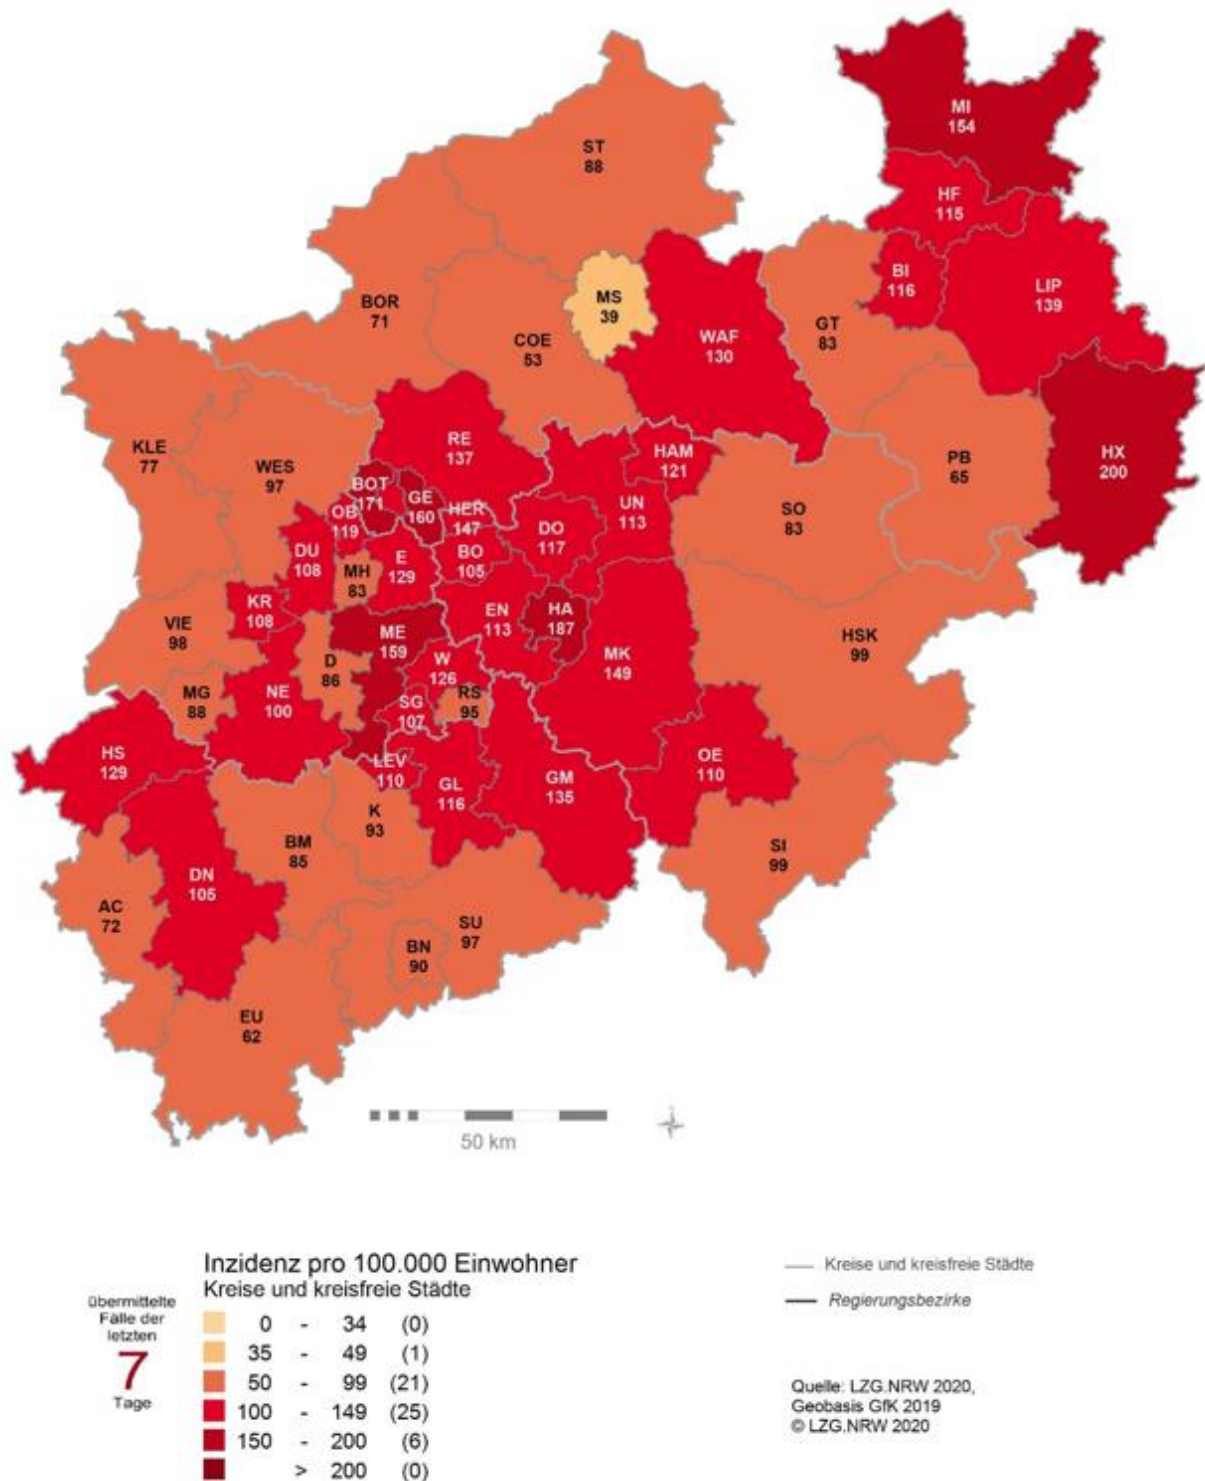 MI
154
ST
88
HF
115
BI
116
LIP
139
MS
39
BOR
71
GT
83
WAF
130
COE
53
RE
137
KLE
77
HAM
121
HX
200
PB
65
WES
97
BOT
171
GE
160
UN
113
SO
83
OB
119
HER
147
DO
117
DU
108
BO
105
E
129
MH
83
KR
108
EN
113
HA
187
VIE
98
ME
159
HSK
99
MK
149
W
126
D
86
MG
88
NE
100
RS
95
SG
107
HS
129
OE
110
LEV
110
GM
135
GL
116
K
93
BM
85
SI
99
DN
105
AC
72
SU
97
BN
90
EU
62
50 km
Inzidenz pro 100.000 Einwohner
Kreise und kreisfreie Städte
übermittelte
Fälle der
letzten
7
Tage
0 - 34 (0)
35 - 49 (1)
50 - 99 (21)
100 - 149 (25)
150 - 200 (6)
> 200 (0)
Kreise und kreisfreie Städte
Regierungsbezirke
Quelle: LZG.NRW 2020,
Geobasis GfK 2019
© LZG.NRW 2020